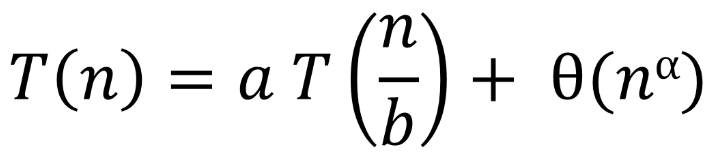 T(n) = a T(n/b) + θ(n^α)